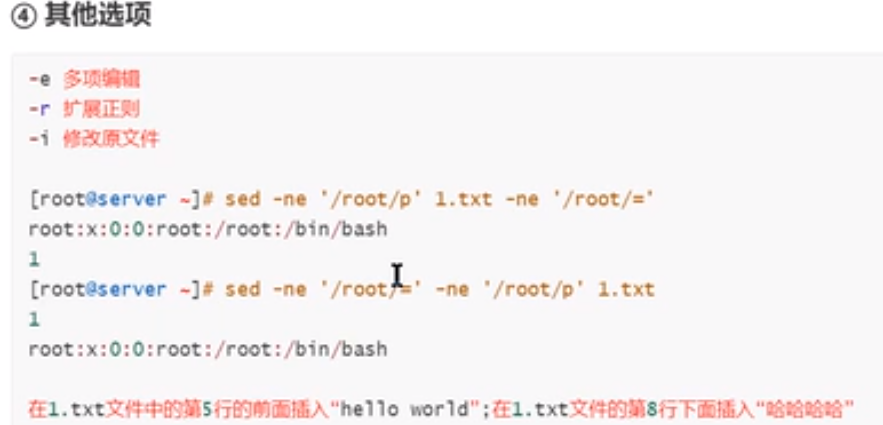 ④ 其他选项
-e 多项编辑
-r 扩展正则
-i 修改原文件
[root@server ~]# sed -ne '/root/p' 1.txt -ne '/root/='
root:x:0:0:root:/root:/bin/bash
1
[root@server ~]# sed -ne '/root/=' -ne '/root/p' 1.txt
1
root:x:0:0:root:/root:/bin/bash
在1.txt文件中的第5行的前面插入"hello world";在1.txt文件的第8行下面插入"哈哈哈哈"